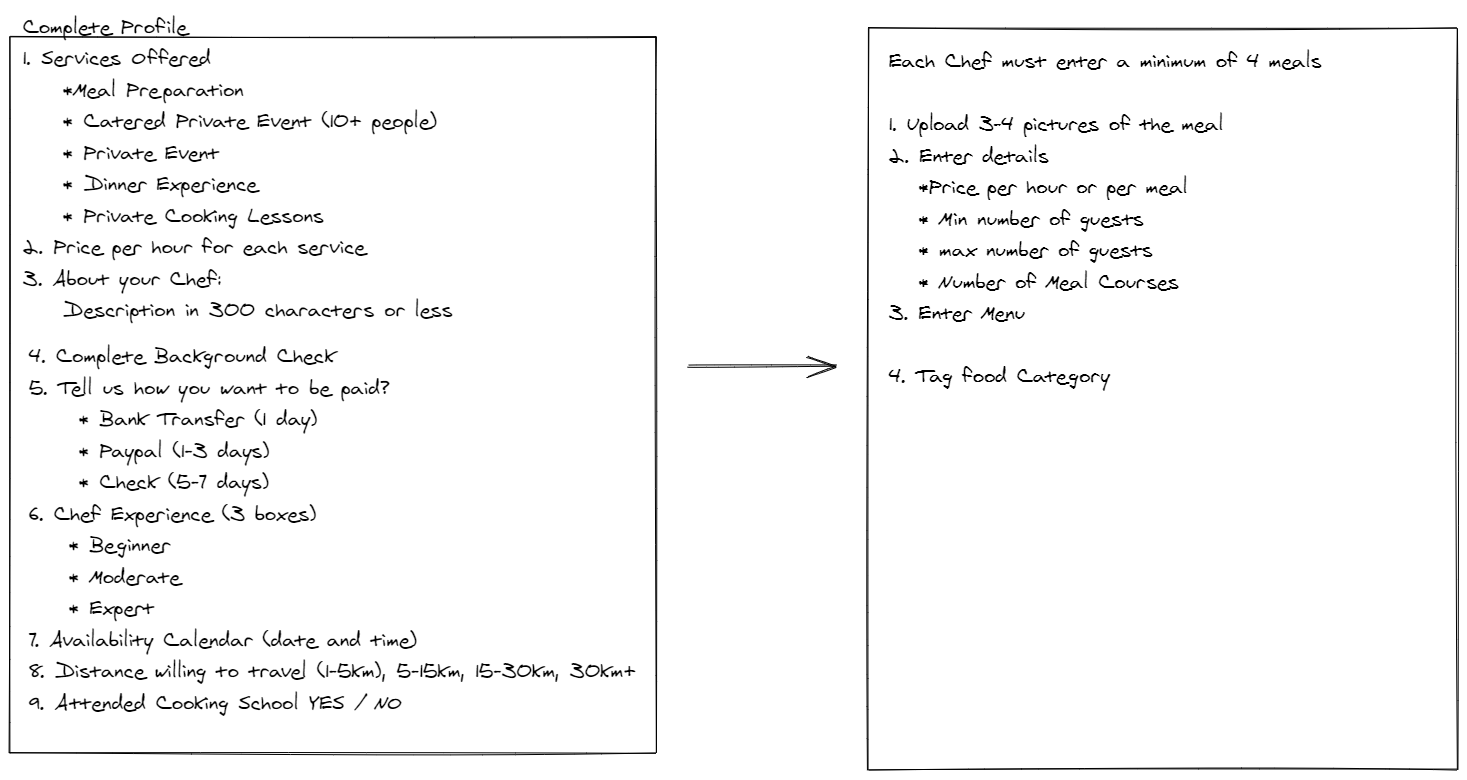 Complete Profile
1. Services Offered
*Meal Preparation
* Catered Private Event (10+ people)
* Private Event
* Dinner Experience
* Private Cooking Lessons
2. Price per hour for each service
3. About your Chef:
Description in 300 characters or less
4. Complete Background Check
5. Tell us how you want to be paid?
* Bank Transfer (1 day)
* Paypal (1-3 days)
* Check (5-7 days)
6. Chef Experience (3 boxes)
* Beginner
* Moderate
* Expert
7. Availability Calendar (date and time)
8. Distance willing to travel (1-5km), 5-15km, 15-30km, 30km+
9. Attended Cooking School YES / NO
Each Chef must enter a minimum of 4 meals
1. Upload 3-4 pictures of the meal
2. Enter details
*Price per hour or per meal
* Min number of guests
* max number of guests
* Number of Meal Courses
3. Enter Menu
4. Tag food Category